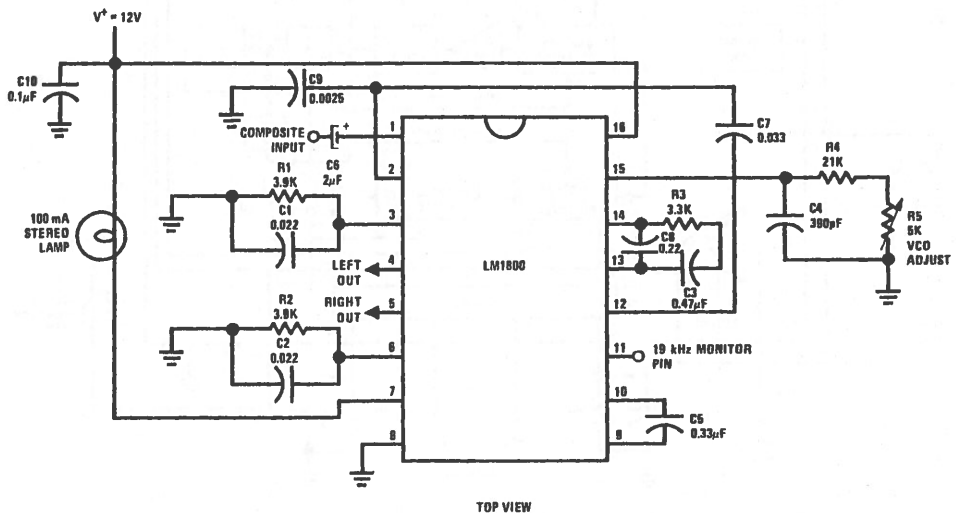 V+ = 12V
C10
0.1µF
C9
0.0025
COMPOSITE
INPUT
+
C6
2µF
1
2
3
4
5
6
7
8
16
15
14
13
12
11
10
9
LM1800
R1
3.9K
C1
0.022
100 mA
STEREO
LAMP
LEFT
OUT
RIGHT
OUT
R2
3.9K
C2
0.022
C7
0.033
R4
21K
C4
390pF
R5
5K
VCO
ADJUST
R3
3.3K
C8
0.22
C3
0.47µF
19 kHz MONITOR
PIN
C5
0.33µF
TOP VIEW